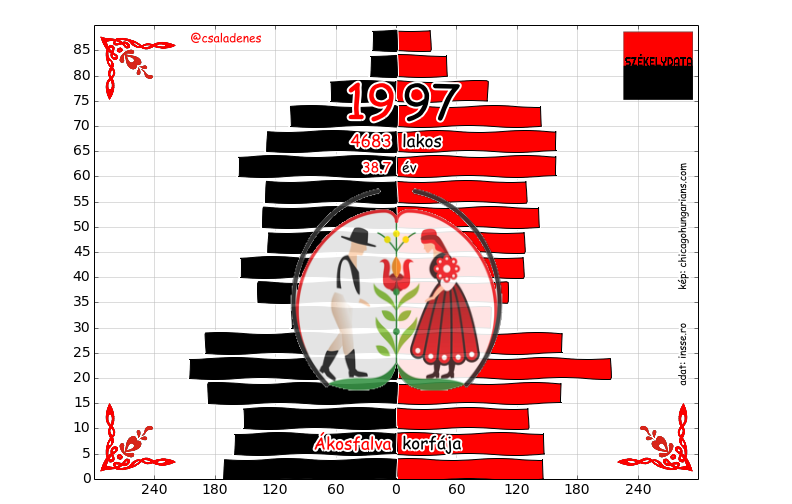 @csaladenes
SZÉKELYDATA
1997
4683 lakos
38.7 év
kép: chicagohungarians.com
adat: insse.ro
Ákosfalva korfája
85
80
75
70
65
60
55
50
45
40
35
30
25
20
15
10
5
0
240 180 120 60 0 60 120 180 240